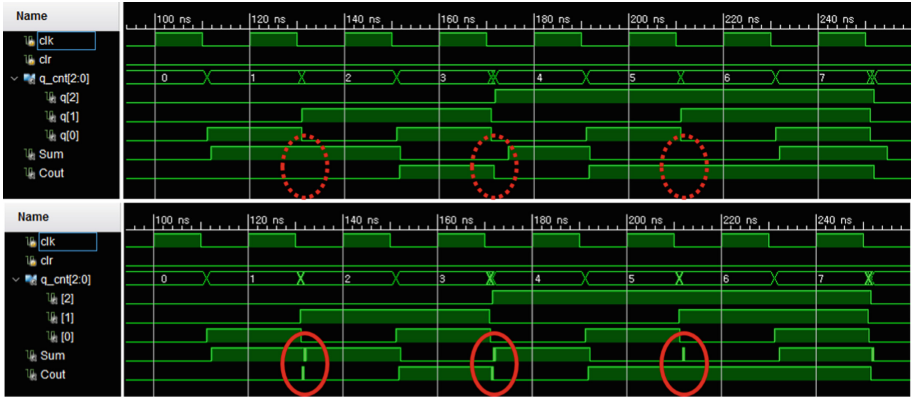 Name
100 ns 120 ns 140 ns 160 ns 180 ns 200 ns 220 ns 240 ns
clk
clr
q_cnt[2:0] 0 1 2 3 4 5 6 7
q[2]
q[1]
q[0]
Sum
Cout
Name
100 ns 120 ns 140 ns 160 ns 180 ns 200 ns 220 ns 240 ns
clk
clr
q_cnt[2:0] 0 1 2 3 4 5 6 7
[2]
[1]
[0]
Sum
Cout